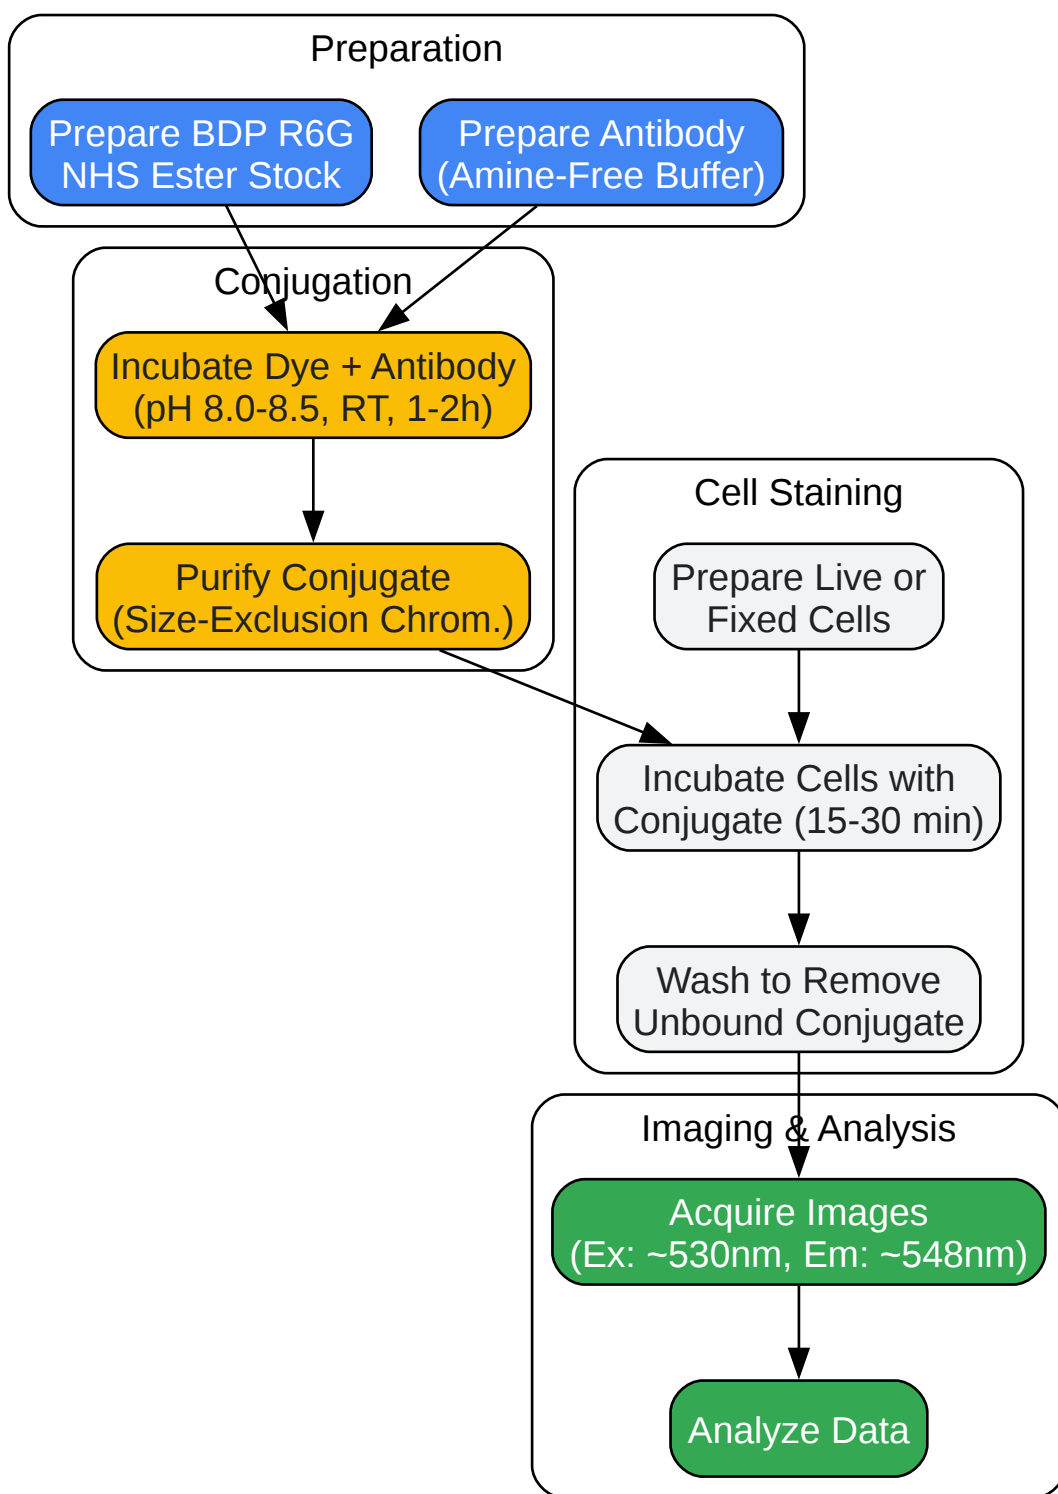 Preparation
Prepare BDP R6G
NHS Ester Stock
Prepare Antibody
(Amine-Free Buffer)
Conjugation
Incubate Dye + Antibody
(pH 8.0-8.5, RT, 1-2h)
Purify Conjugate
(Size-Exclusion Chrom.)
Cell Staining
Prepare Live or
Fixed Cells
Incubate Cells with
Conjugate (15-30 min)
Wash to Remove
Unbound Conjugate
Imaging & Analysis
Acquire Images
(Ex: ~530nm, Em: ~548nm)
Analyze Data